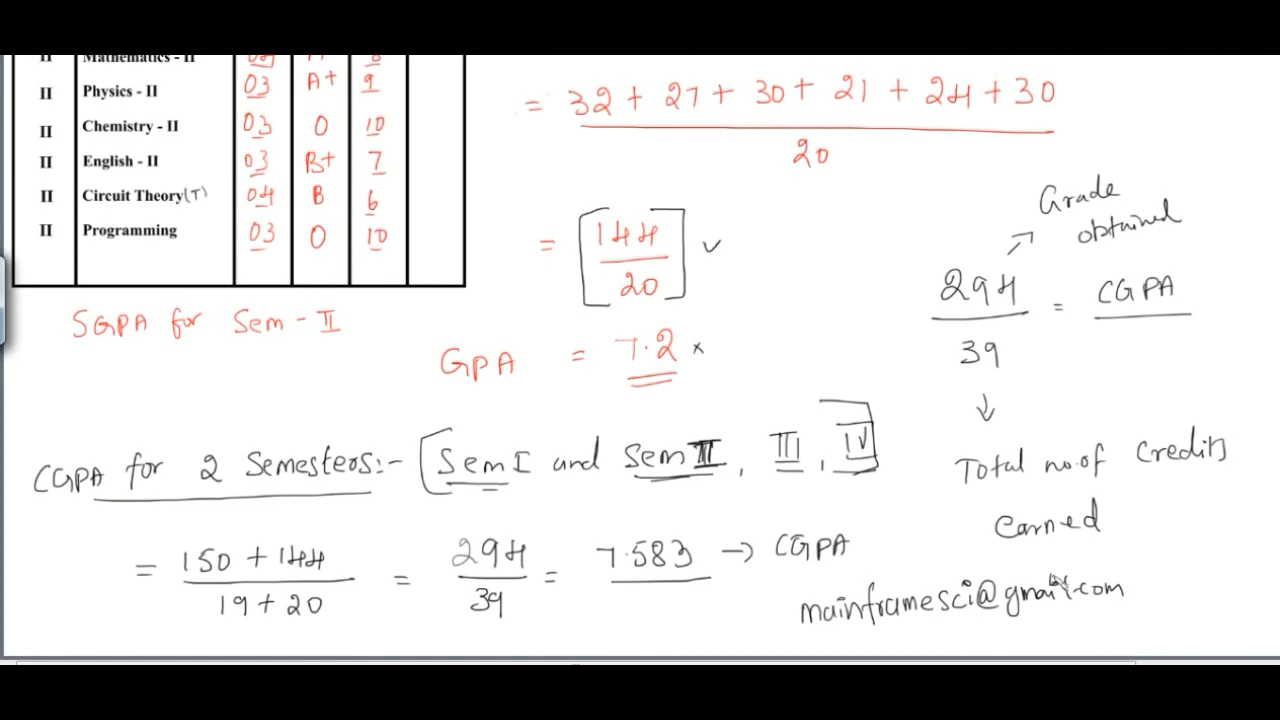 II Mathematics - II 04 A 8
II Physics - II 03 A+ 9
II Chemistry - II 03 O 10
II English - II 03 B+ 7
II Circuit Theory(T) 04 B 6
II Programming 03 O 10
SGPA for Sem - II
= 32 + 27 + 30 + 21 + 24 + 30
20
= [144
20] ✓
GPA = 7.2 ×
Grade
obtained
294 = CGPA
39
Total no.of Credits
earned
CGPA for 2 Semesters:- [Sem I and Sem II, III, IV]
= 150 + 144 = 294 = 7.583 → CGPA
19 + 20 39
mainframesci@gmail.com